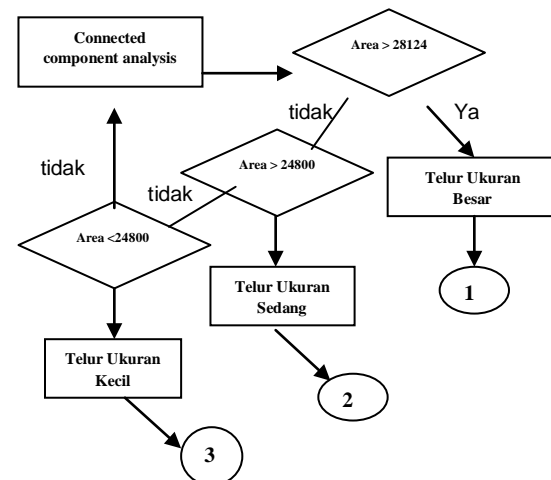 Connected
component analysis
Area > 28124
tidak
Ya
tidak
tidak
Area > 24800
Telur Ukuran
Besar
Area <24800
1
Telur Ukuran
Sedang
Telur Ukuran
Kecil
2
3